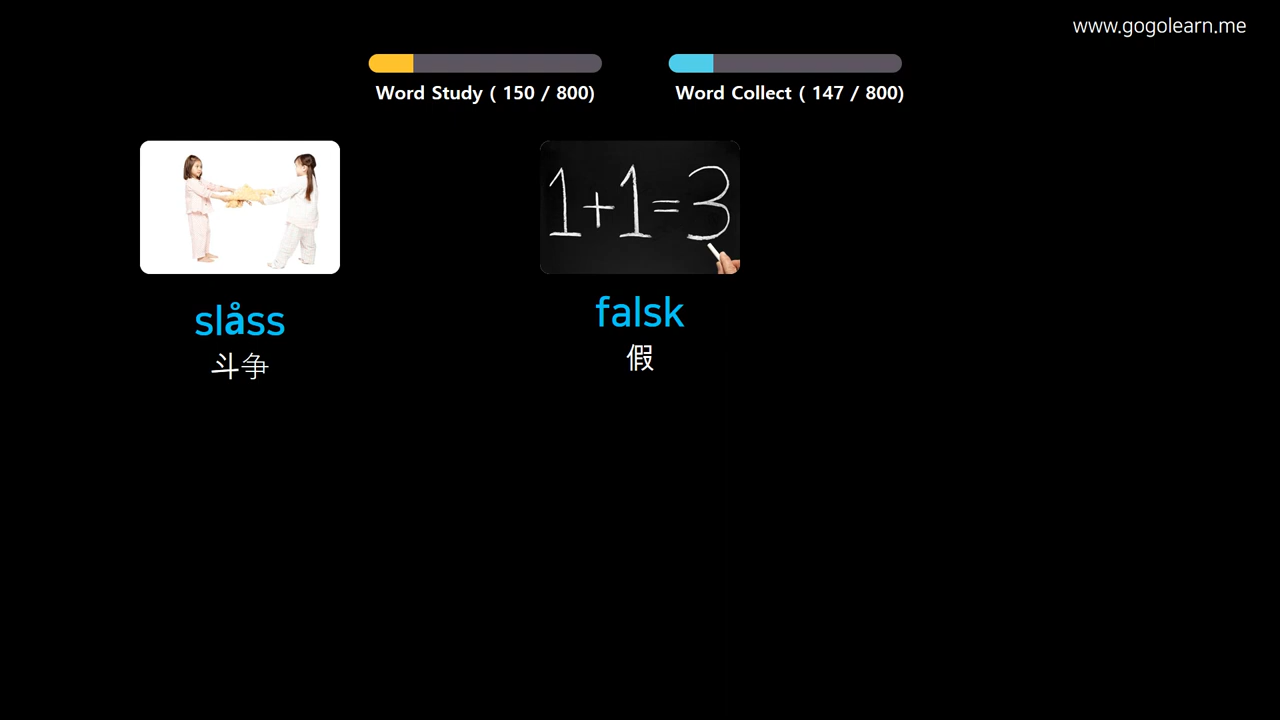 www.gogolearn.me
Word Study ( 150 / 800)
Word Collect ( 147 / 800)
1+1=3
slåss
斗争
falsk
假